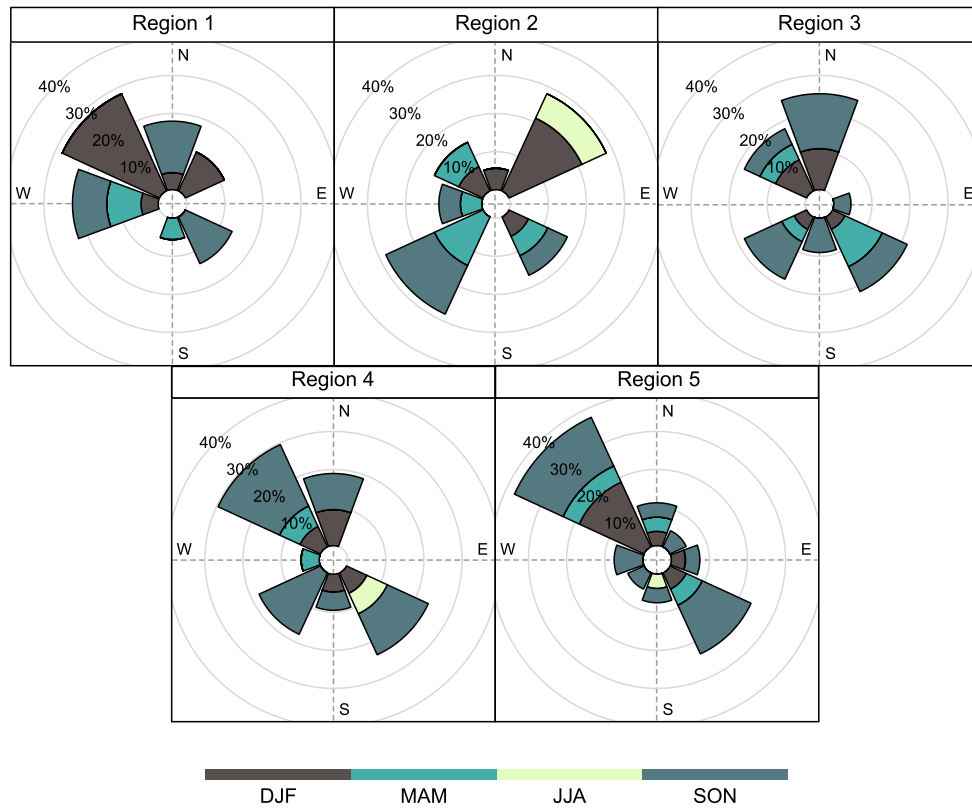 Region 1
Region 2
Region 3
N
N
N
40%
40%
40%
30%
30%
30%
20%
20%
20%
10%
10%
10%
W
E
W
E
W
E
S
S
S
Region 4
Region 5
N
N
40%
40%
30%
30%
20%
20%
10%
10%
W
E
W
E
S
S
DJF
MAM
JJA
SON